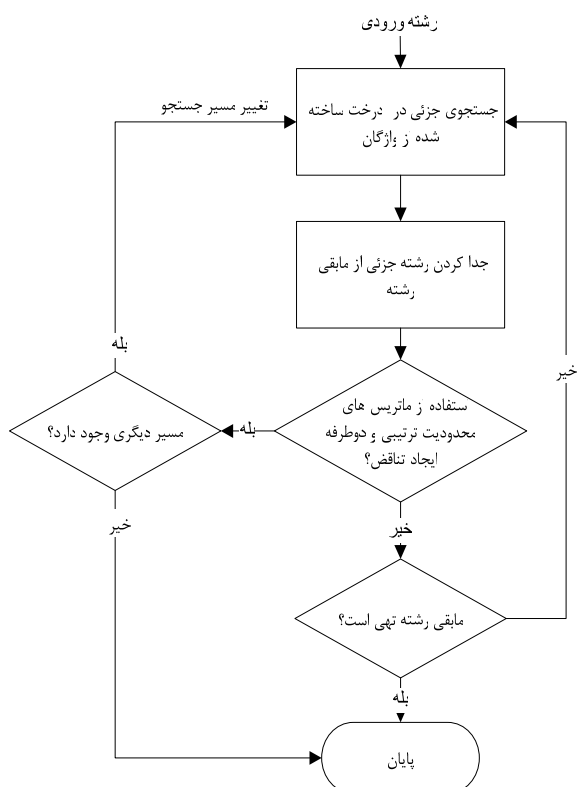 رشته ورودی
تغییر مسیر جستجو
جستجوی جزئی در درخت ساخته
شده ز واژگان
جدا کردن رشته جزئی از مابقی
رشته
بله
خیر
ستفاده ز ماتریس های
محدودیت ترتیبی و دوطرفه
ایجاد تناقض؟
بله
مسیر دیگری وجود دارد؟
خیر
خیر
مابقی رشته تهی است؟
بله
پایان